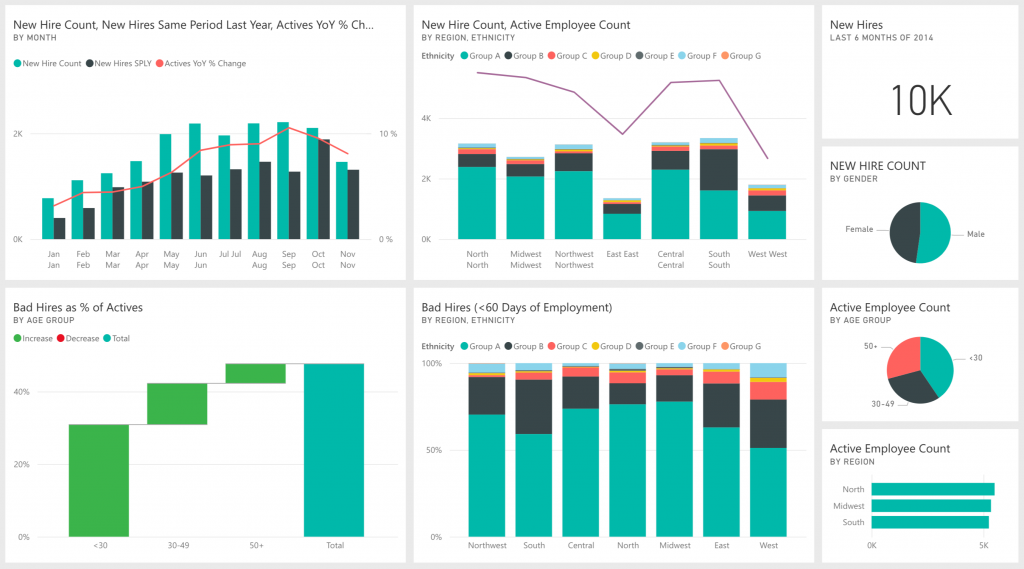 New Hire Count, New Hires Same Period Last Year, Actives YoY % Ch...
BY MONTH
New Hire Count New Hires SPLY Actives YoY % Change
2K
10 %
0K
0 %
Jan Feb Mar Apr May Jun Jul Jul Aug Sep Oct Nov
Jan Feb Mar Apr May Jun Aug Sep Oct Nov
New Hire Count, Active Employee Count
BY REGION, ETHNICITY
Ethnicity Group A Group B Group C Group D Group E Group F Group G
4K
2K
0K
North Midwest Northwest East East Central South West West
North Midwest Northwest Central South
New Hires
LAST 6 MONTHS OF 2014
10K
NEW HIRE COUNT
BY GENDER
Female
Male
Bad Hires as % of Actives
BY AGE GROUP
Increase Decrease Total
40%
20%
0%
<30 30-49 50+ Total
Bad Hires (<60 Days of Employment)
BY REGION, ETHNICITY
Ethnicity Group A Group B Group C Group D Group E Group F Group G
100%
50%
0%
Northwest South Central North Midwest East West
Active Employee Count
BY AGE GROUP
50+
<30
30-49
Active Employee Count
BY REGION
North
Midwest
South
0K 5K